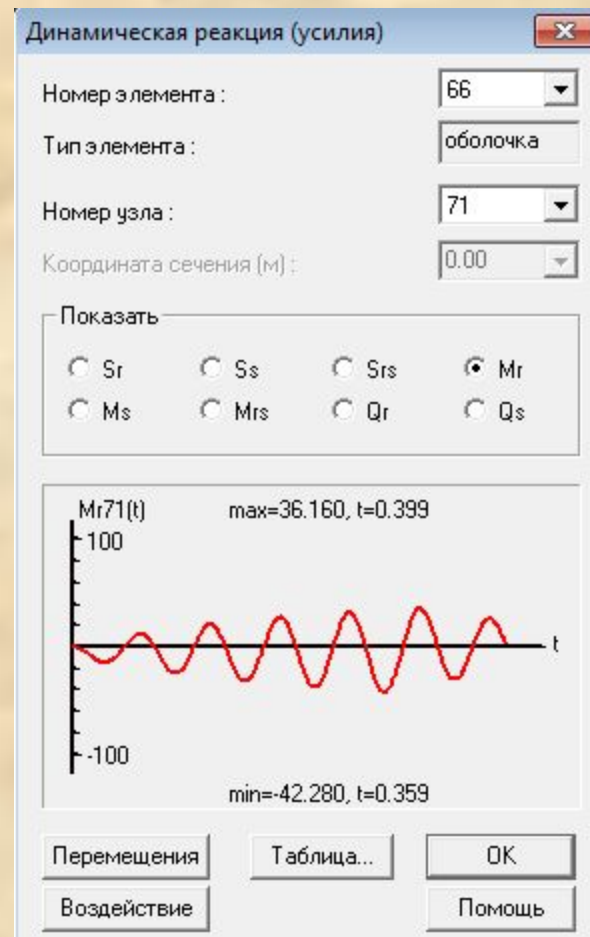 Динамическая реакция (усилия)
Номер элемента : 66
Тип элемента : оболочка
Номер узла : 71
Координата сечения (м) : 0.00
Показать
Sr Ss Srs Mr
Ms Mrs Qr Qs
Mr71(t) max=36.160, t=0.399
100
t
-100
min=-42.280, t=0.359
Перемещения Таблица... OK
Воздействие Помощь